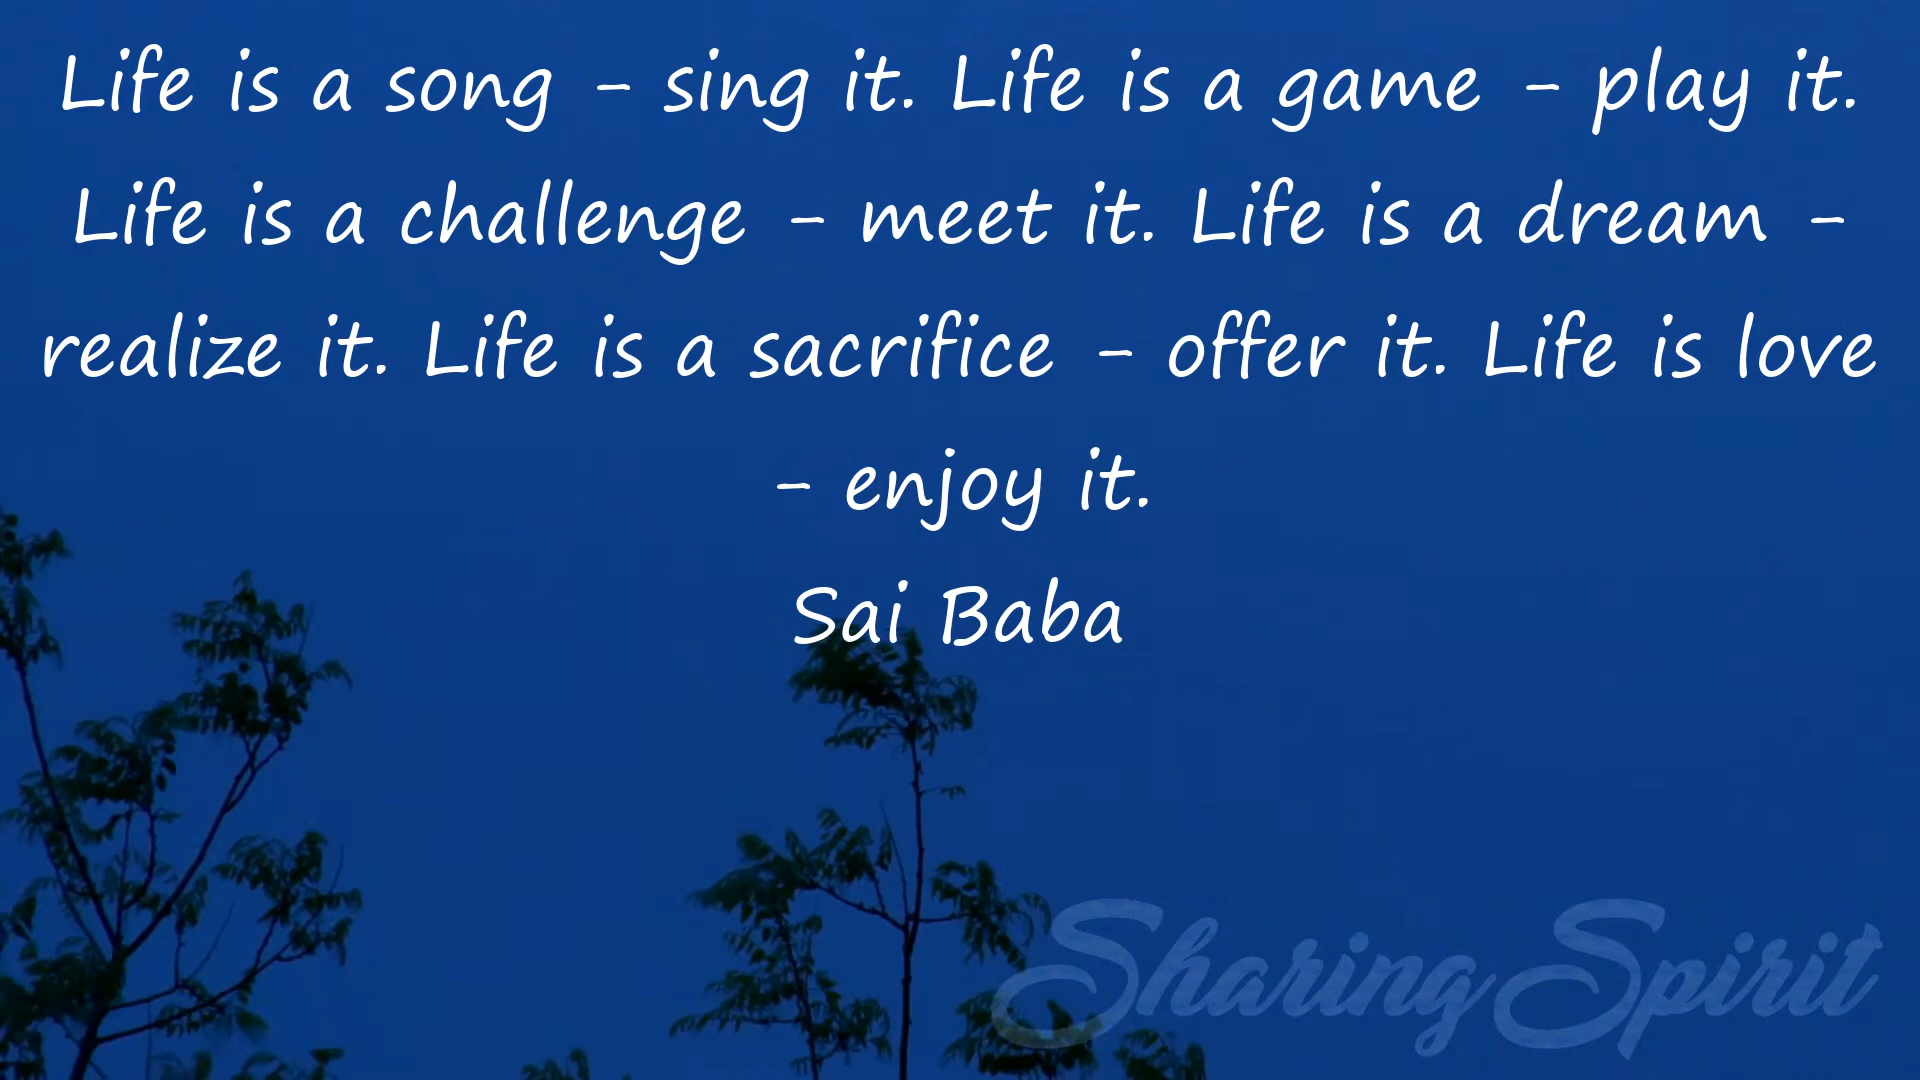 Life is a song - sing it. Life is a game - play it.
Life is a challenge - meet it. Life is a dream -
realize it. Life is a sacrifice - offer it. Life is love
- enjoy it.
Sai Baba
Sharing Spirit